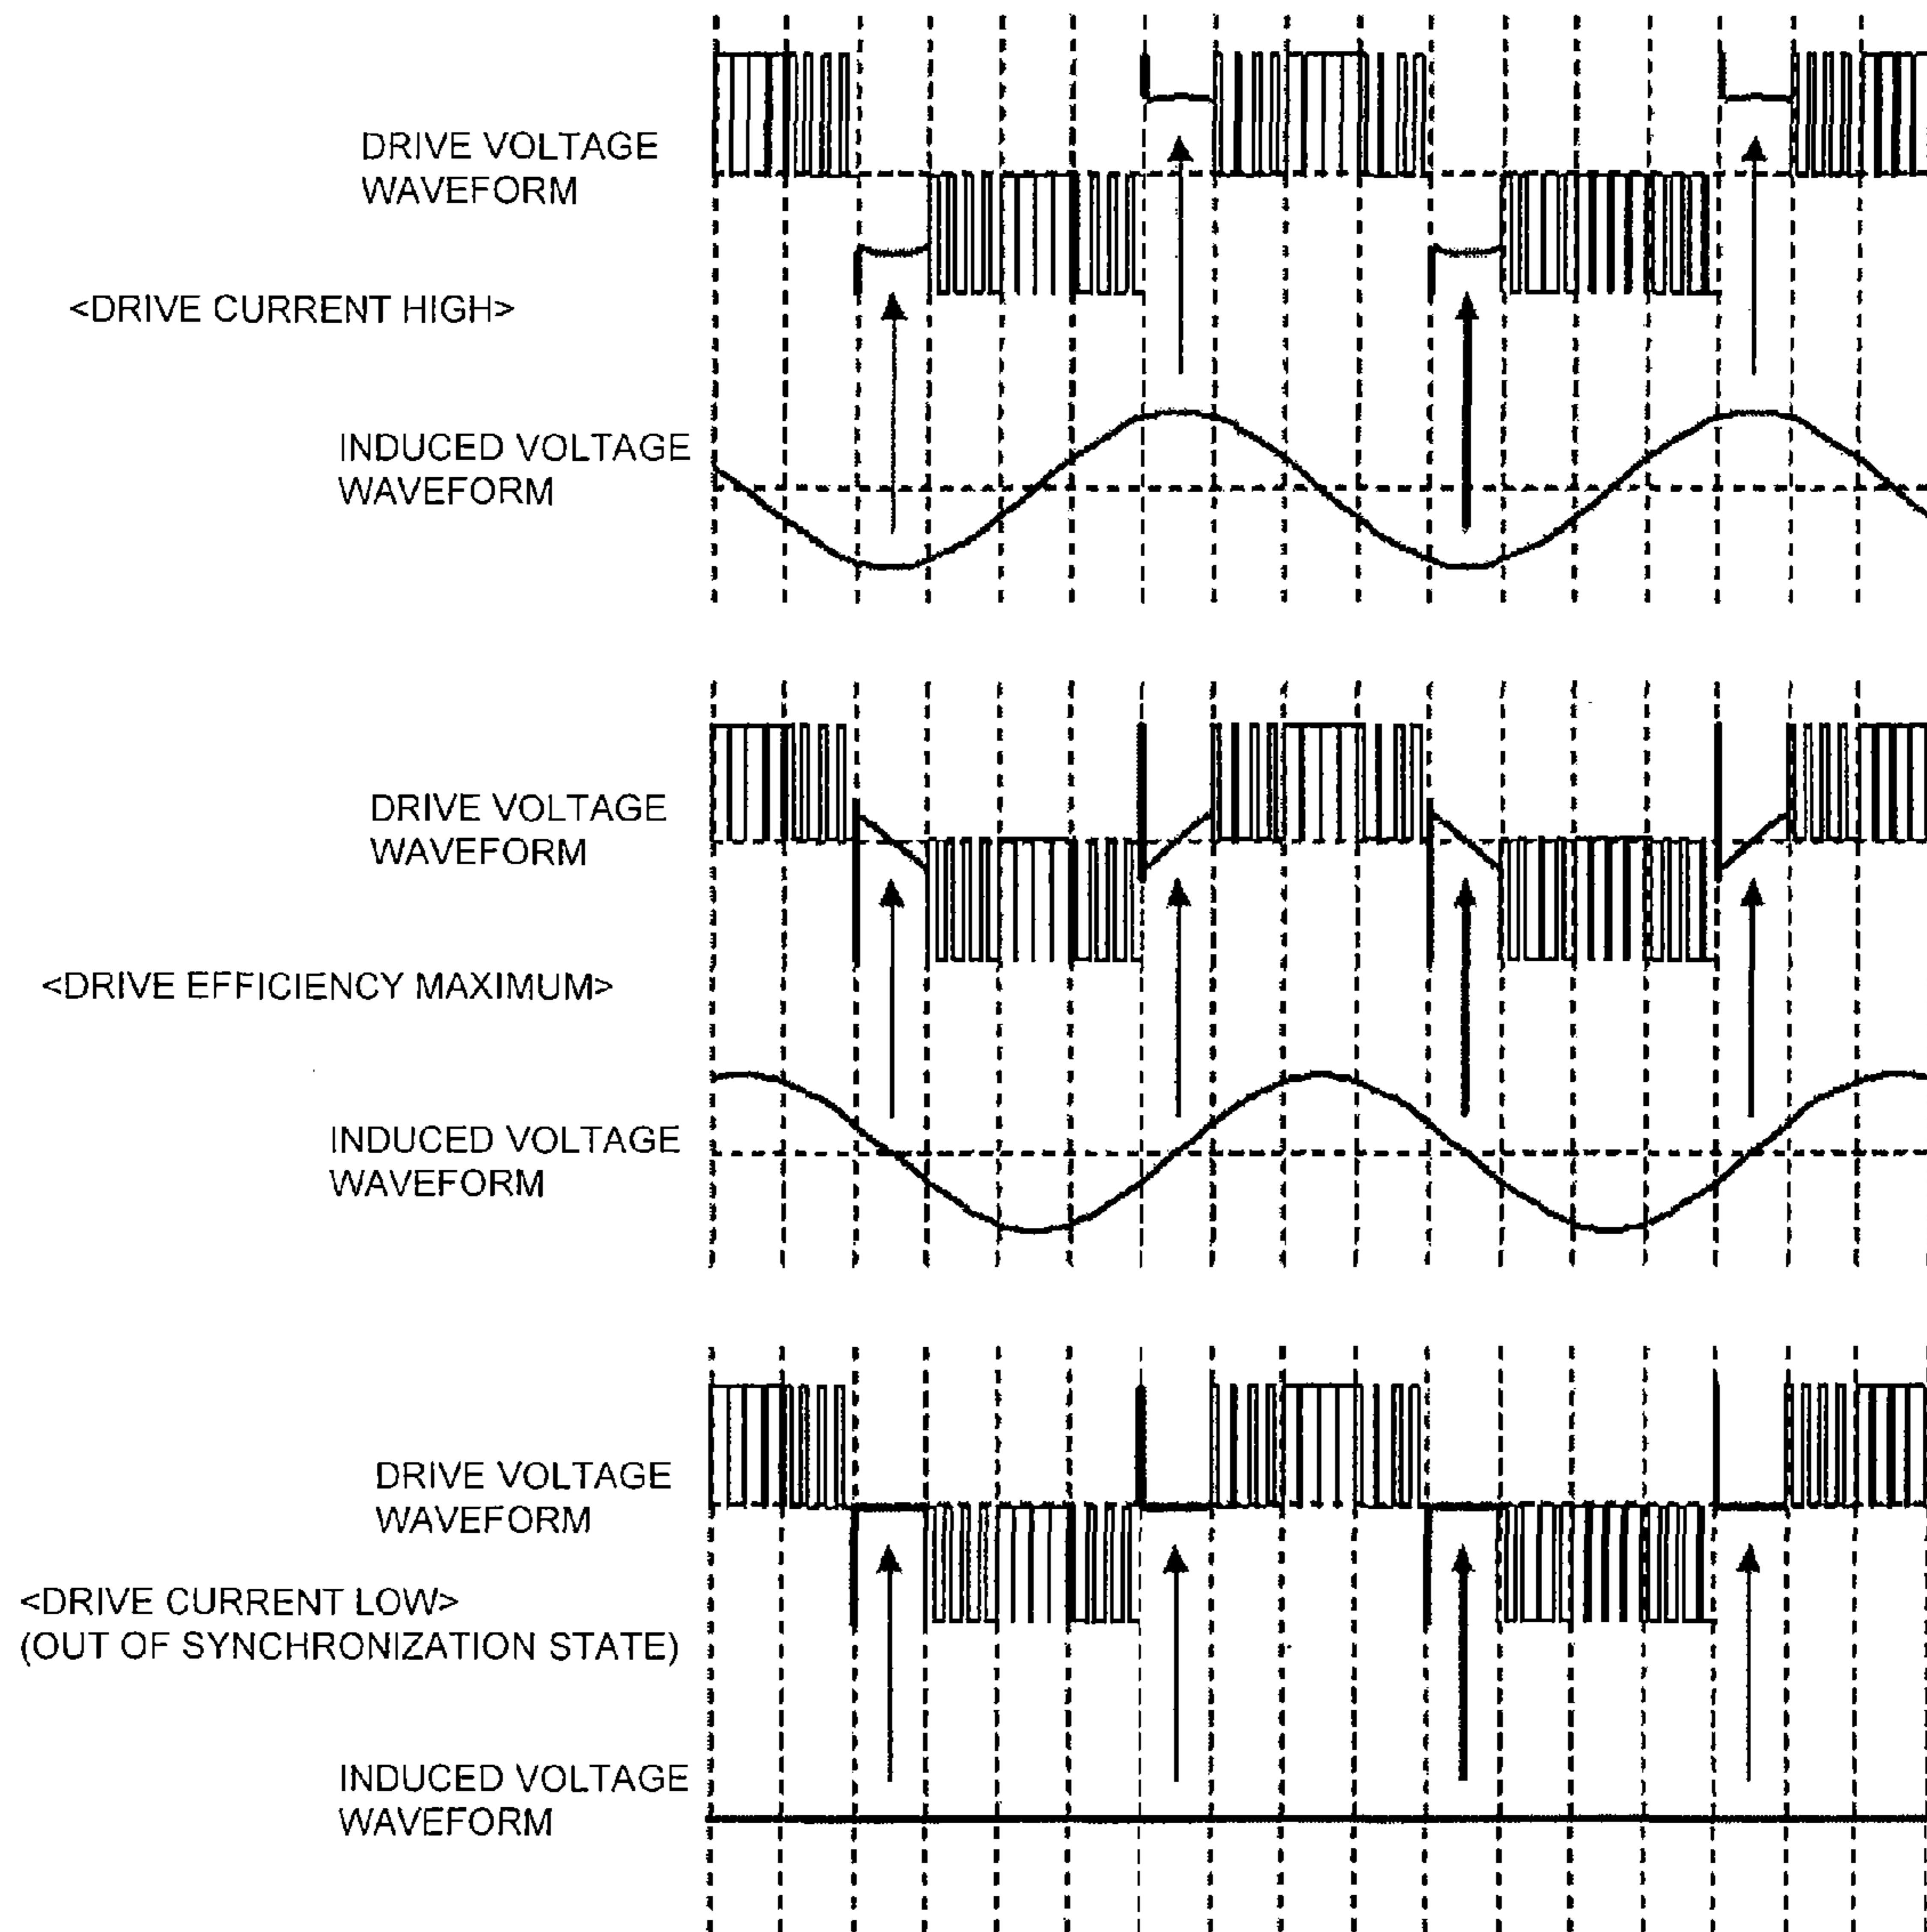 DRIVE VOLTAGE
WAVEFORM
<DRIVE CURRENT HIGH>
INDUCED VOLTAGE
WAVEFORM
DRIVE VOLTAGE
WAVEFORM
<DRIVE EFFICIENCY MAXIMUM>
INDUCED VOLTAGE
WAVEFORM
DRIVE VOLTAGE
WAVEFORM
<DRIVE CURRENT LOW>
(OUT OF SYNCHRONIZATION STATE)
INDUCED VOLTAGE
WAVEFORM